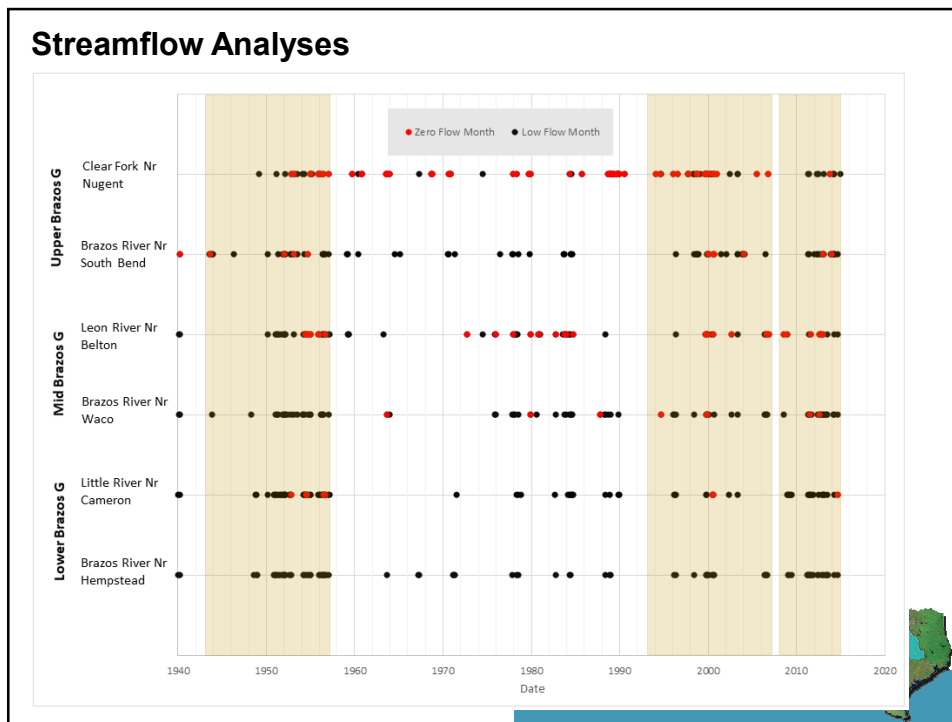 Streamflow Analyses
Zero Flow Month Low Flow Month
Upper Brazos G
Clear Fork Nr
Nugent
Brazos River Nr
South Bend
Mid Brazos G
Leon River Nr
Belton
Brazos River Nr
Waco
Lower Brazos G
Little River Nr
Cameron
Brazos River Nr
Hempstead
1940 1950 1960 1970 1980 1990 2000 2010 2020
Date